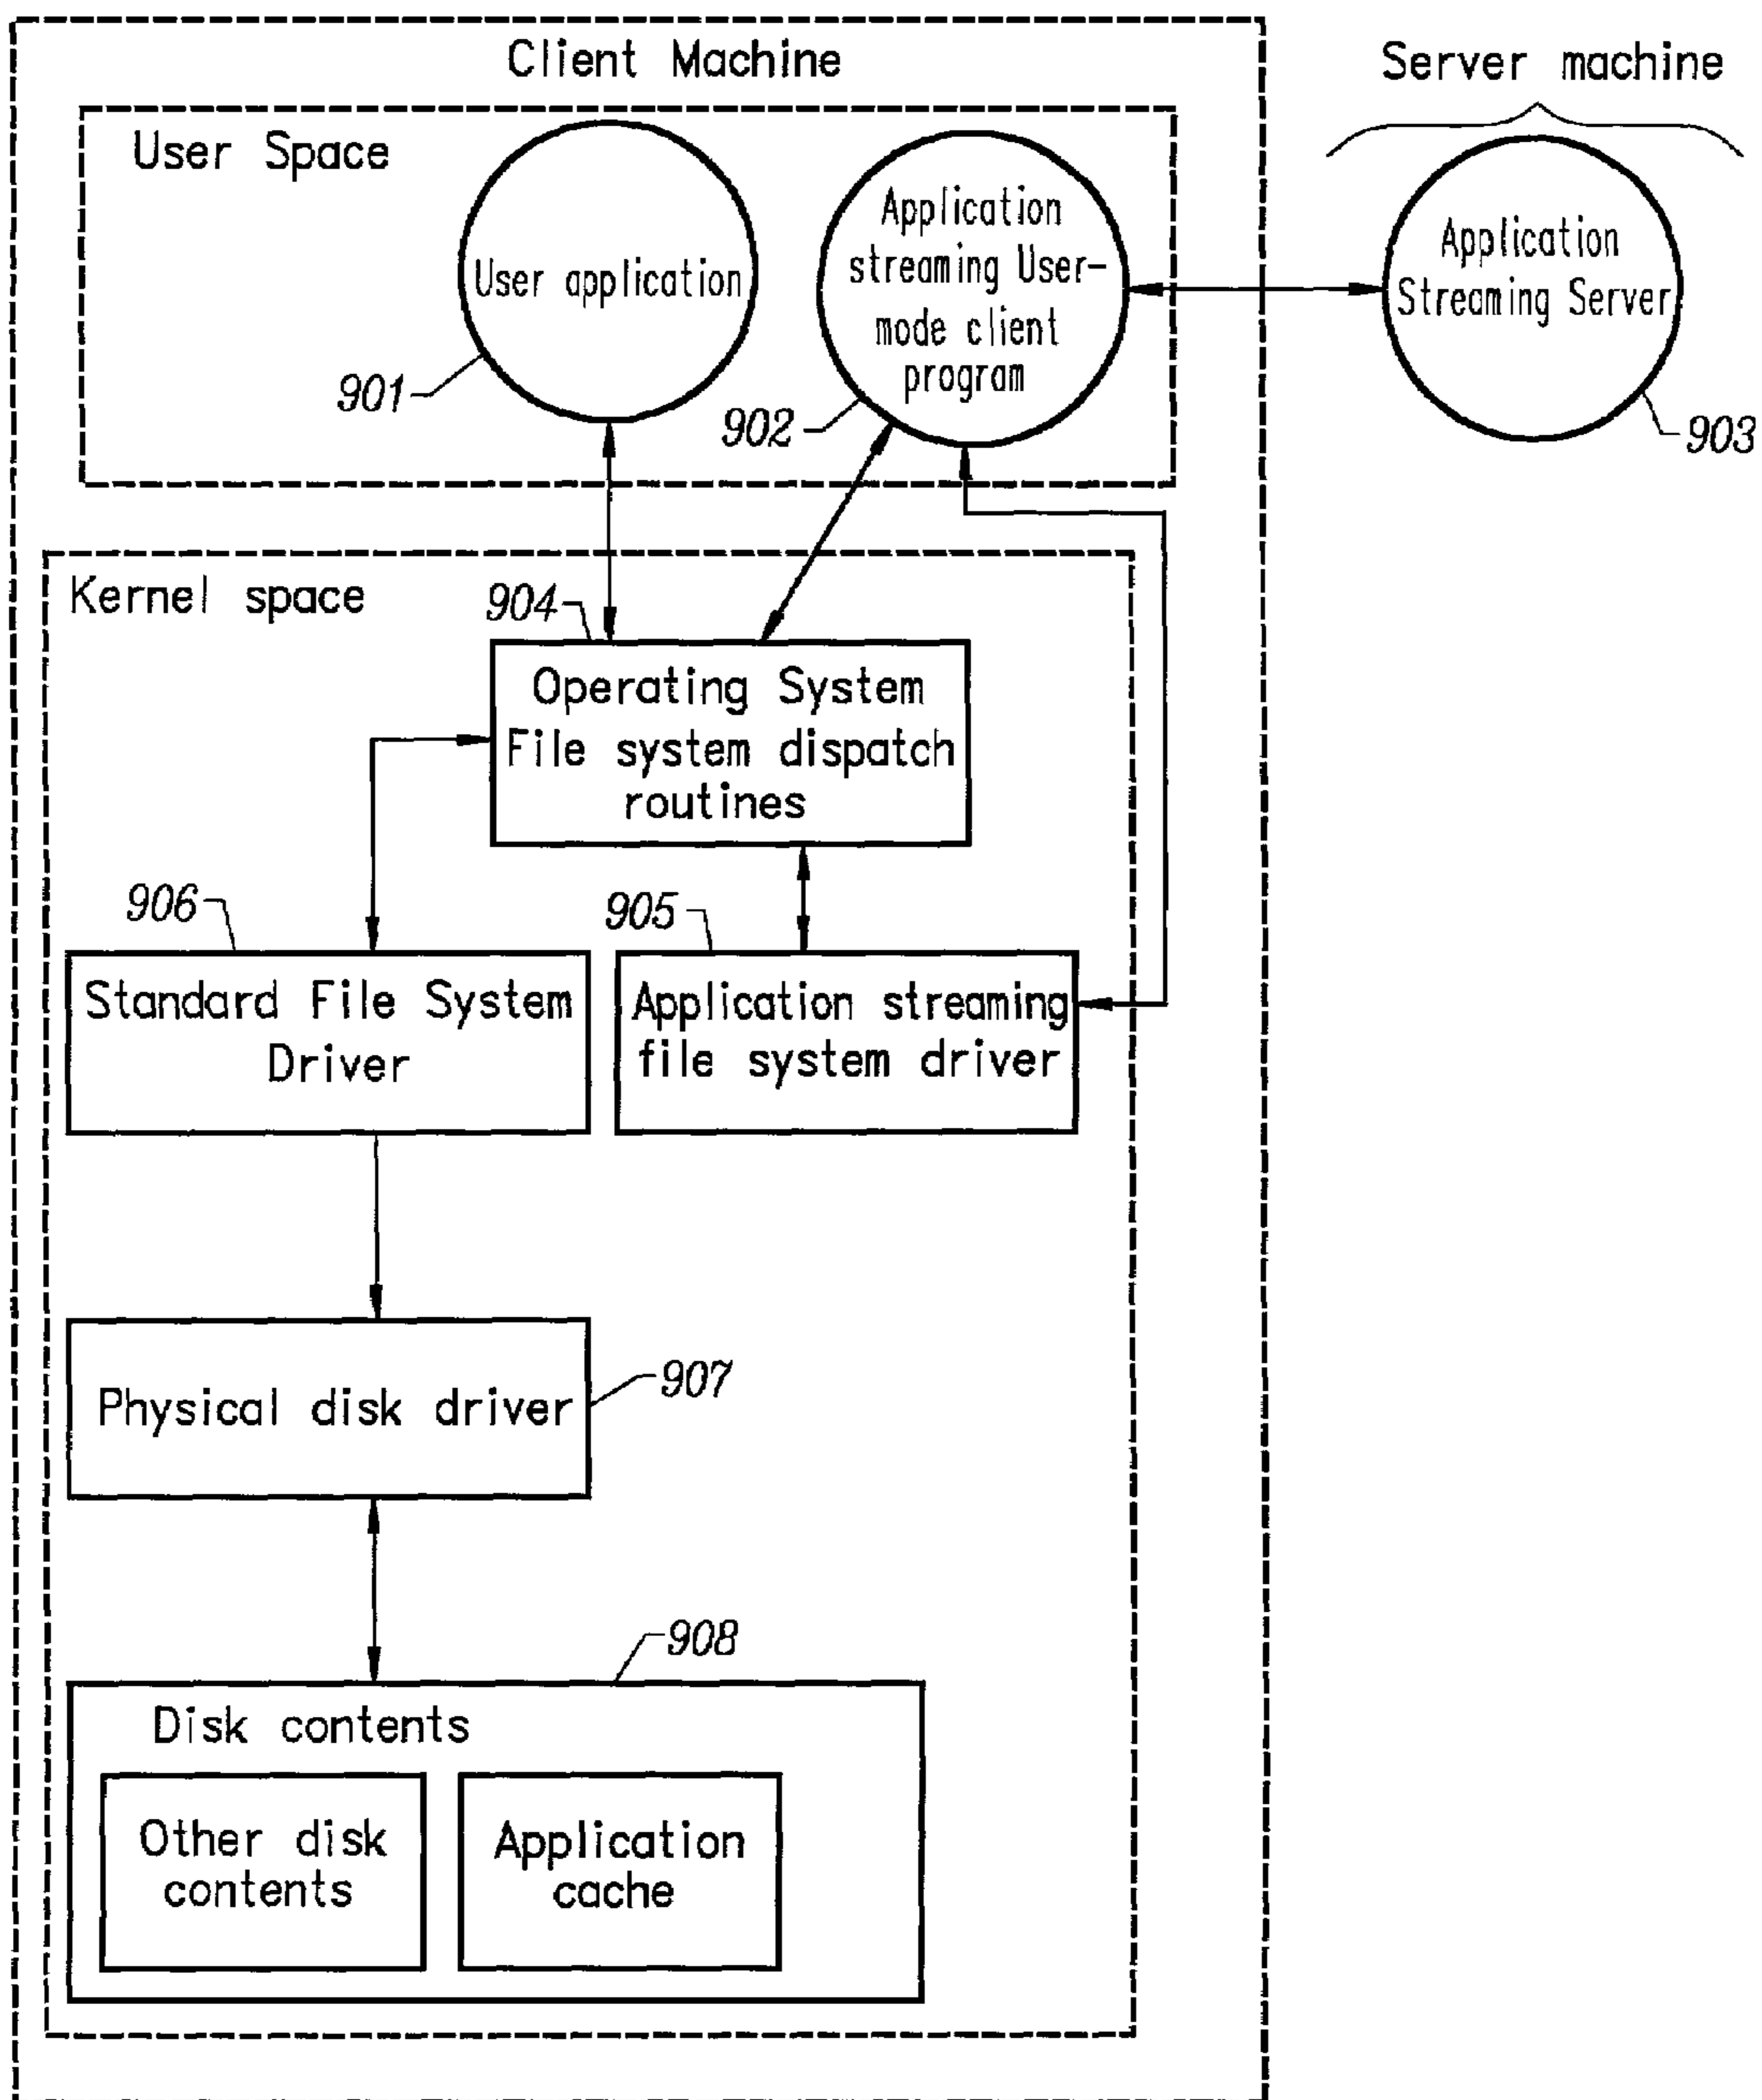 Client Machine
Server machine
User Space
User application
Application
streaming User-
mode client
program
Application
Streaming Server
901
902
903
Kernel space
904
Operating System
File system dispatch
routines
906
905
Standard File System
Driver
Application streaming
file system driver
Physical disk driver
907
908
Disk contents
Other disk
contents
Application
cache